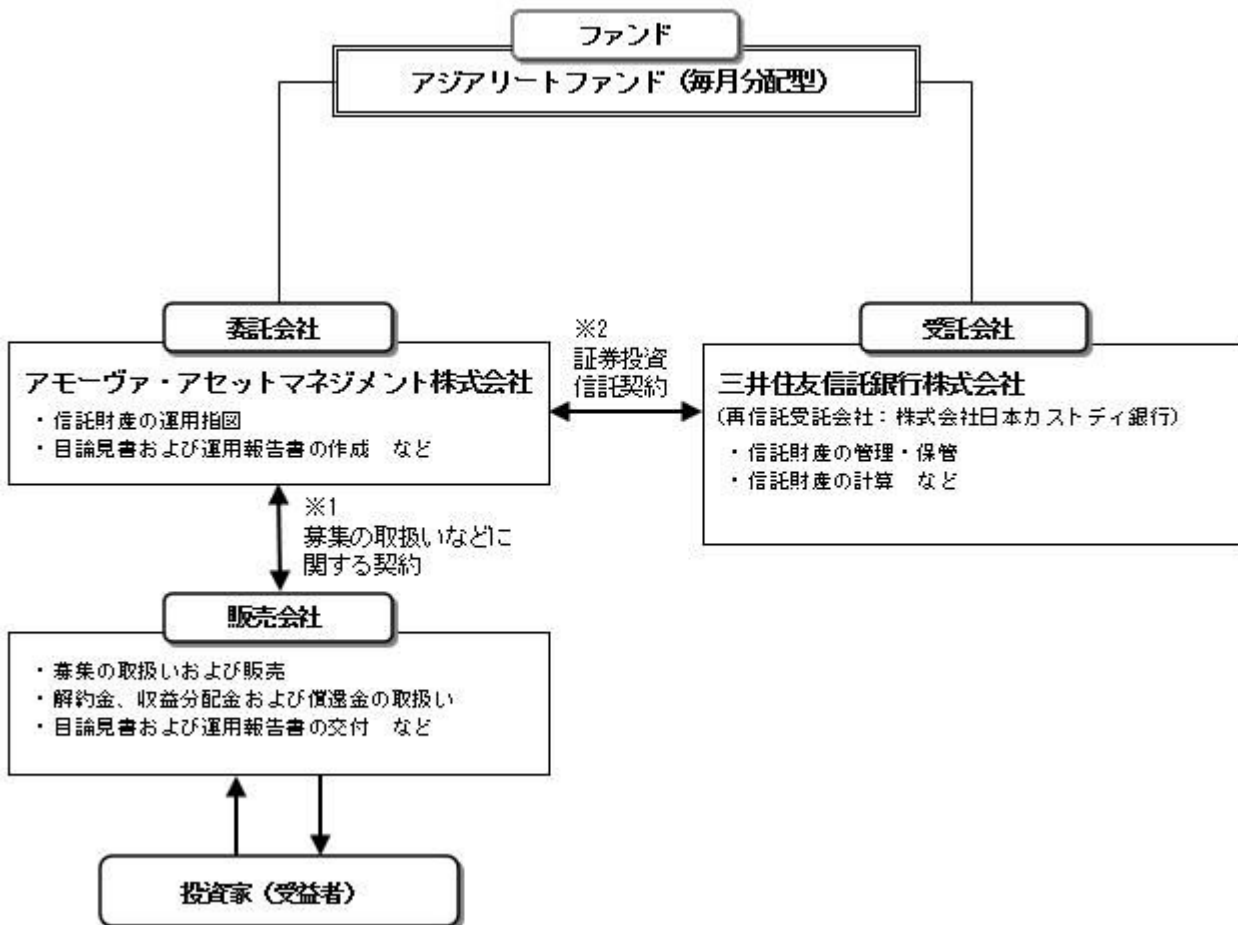 ファンド
アジアリートファンド（毎月分配型）
委託会社
アモーヴァ・アセットマネジメント株式会社
・信託財産の運用指図
・目論見書および運用報告書の作成　など
※2
証券投資
信託契約
受託会社
三井住友信託銀行株式会社
（再信託受託会社：株式会社日本カストディ銀行）
・信託財産の管理・保管
・信託財産の計算　など
※1
募集の取扱いなどに
関する契約
販売会社
・募集の取扱いおよび販売
・解約金、収益分配金および償還金の取扱い
・目論見書および運用報告書の交付　など
投資家（受益者）